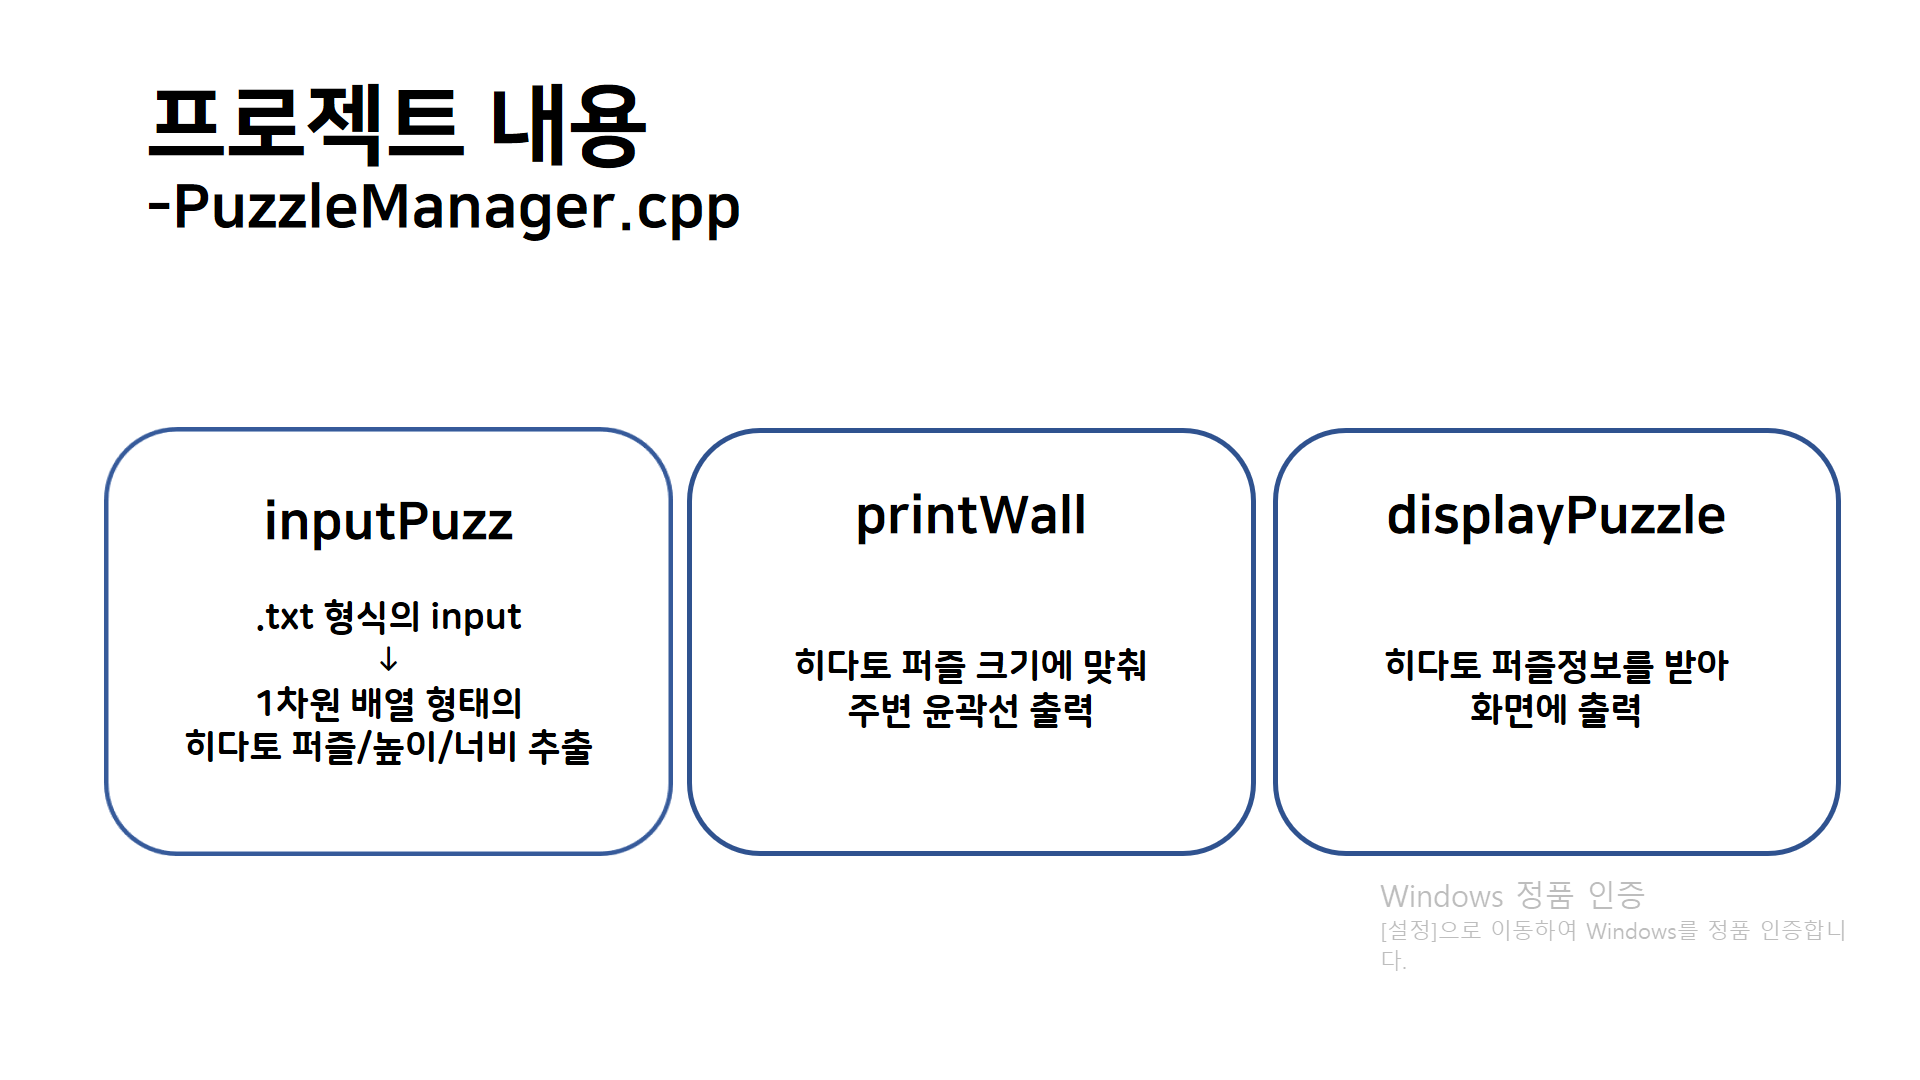 프로젝트 내용
-PuzzleManager.cpp
inputPuzz
.txt 형식의 input
↓
1차원 배열 형태의
히다토 퍼즐/높이/너비 추출
printWall
히다토 퍼즐 크기에 맞춰
주변 윤곽선 출력
displayPuzzle
히다토 퍼즐정보를 받아
화면에 출력
Windows 정품 인증
[설정]으로 이동하여 Windows를 정품 인증합니
다.